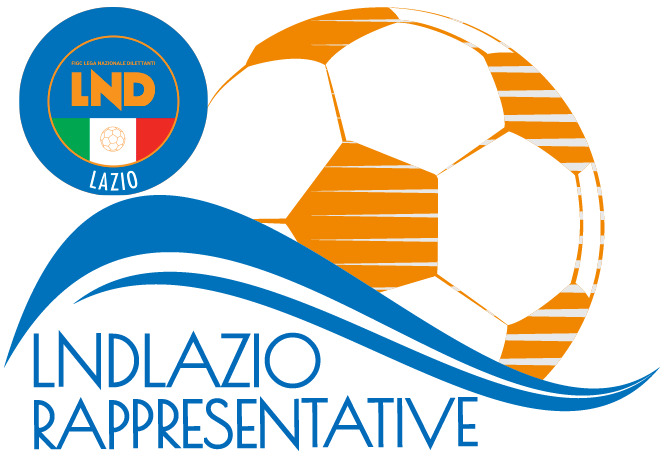 FIGC LEGA NAZIONALE DILETTANTI
LND
LAZIO
LNDLAZIO
RAPPRESENTATIVE